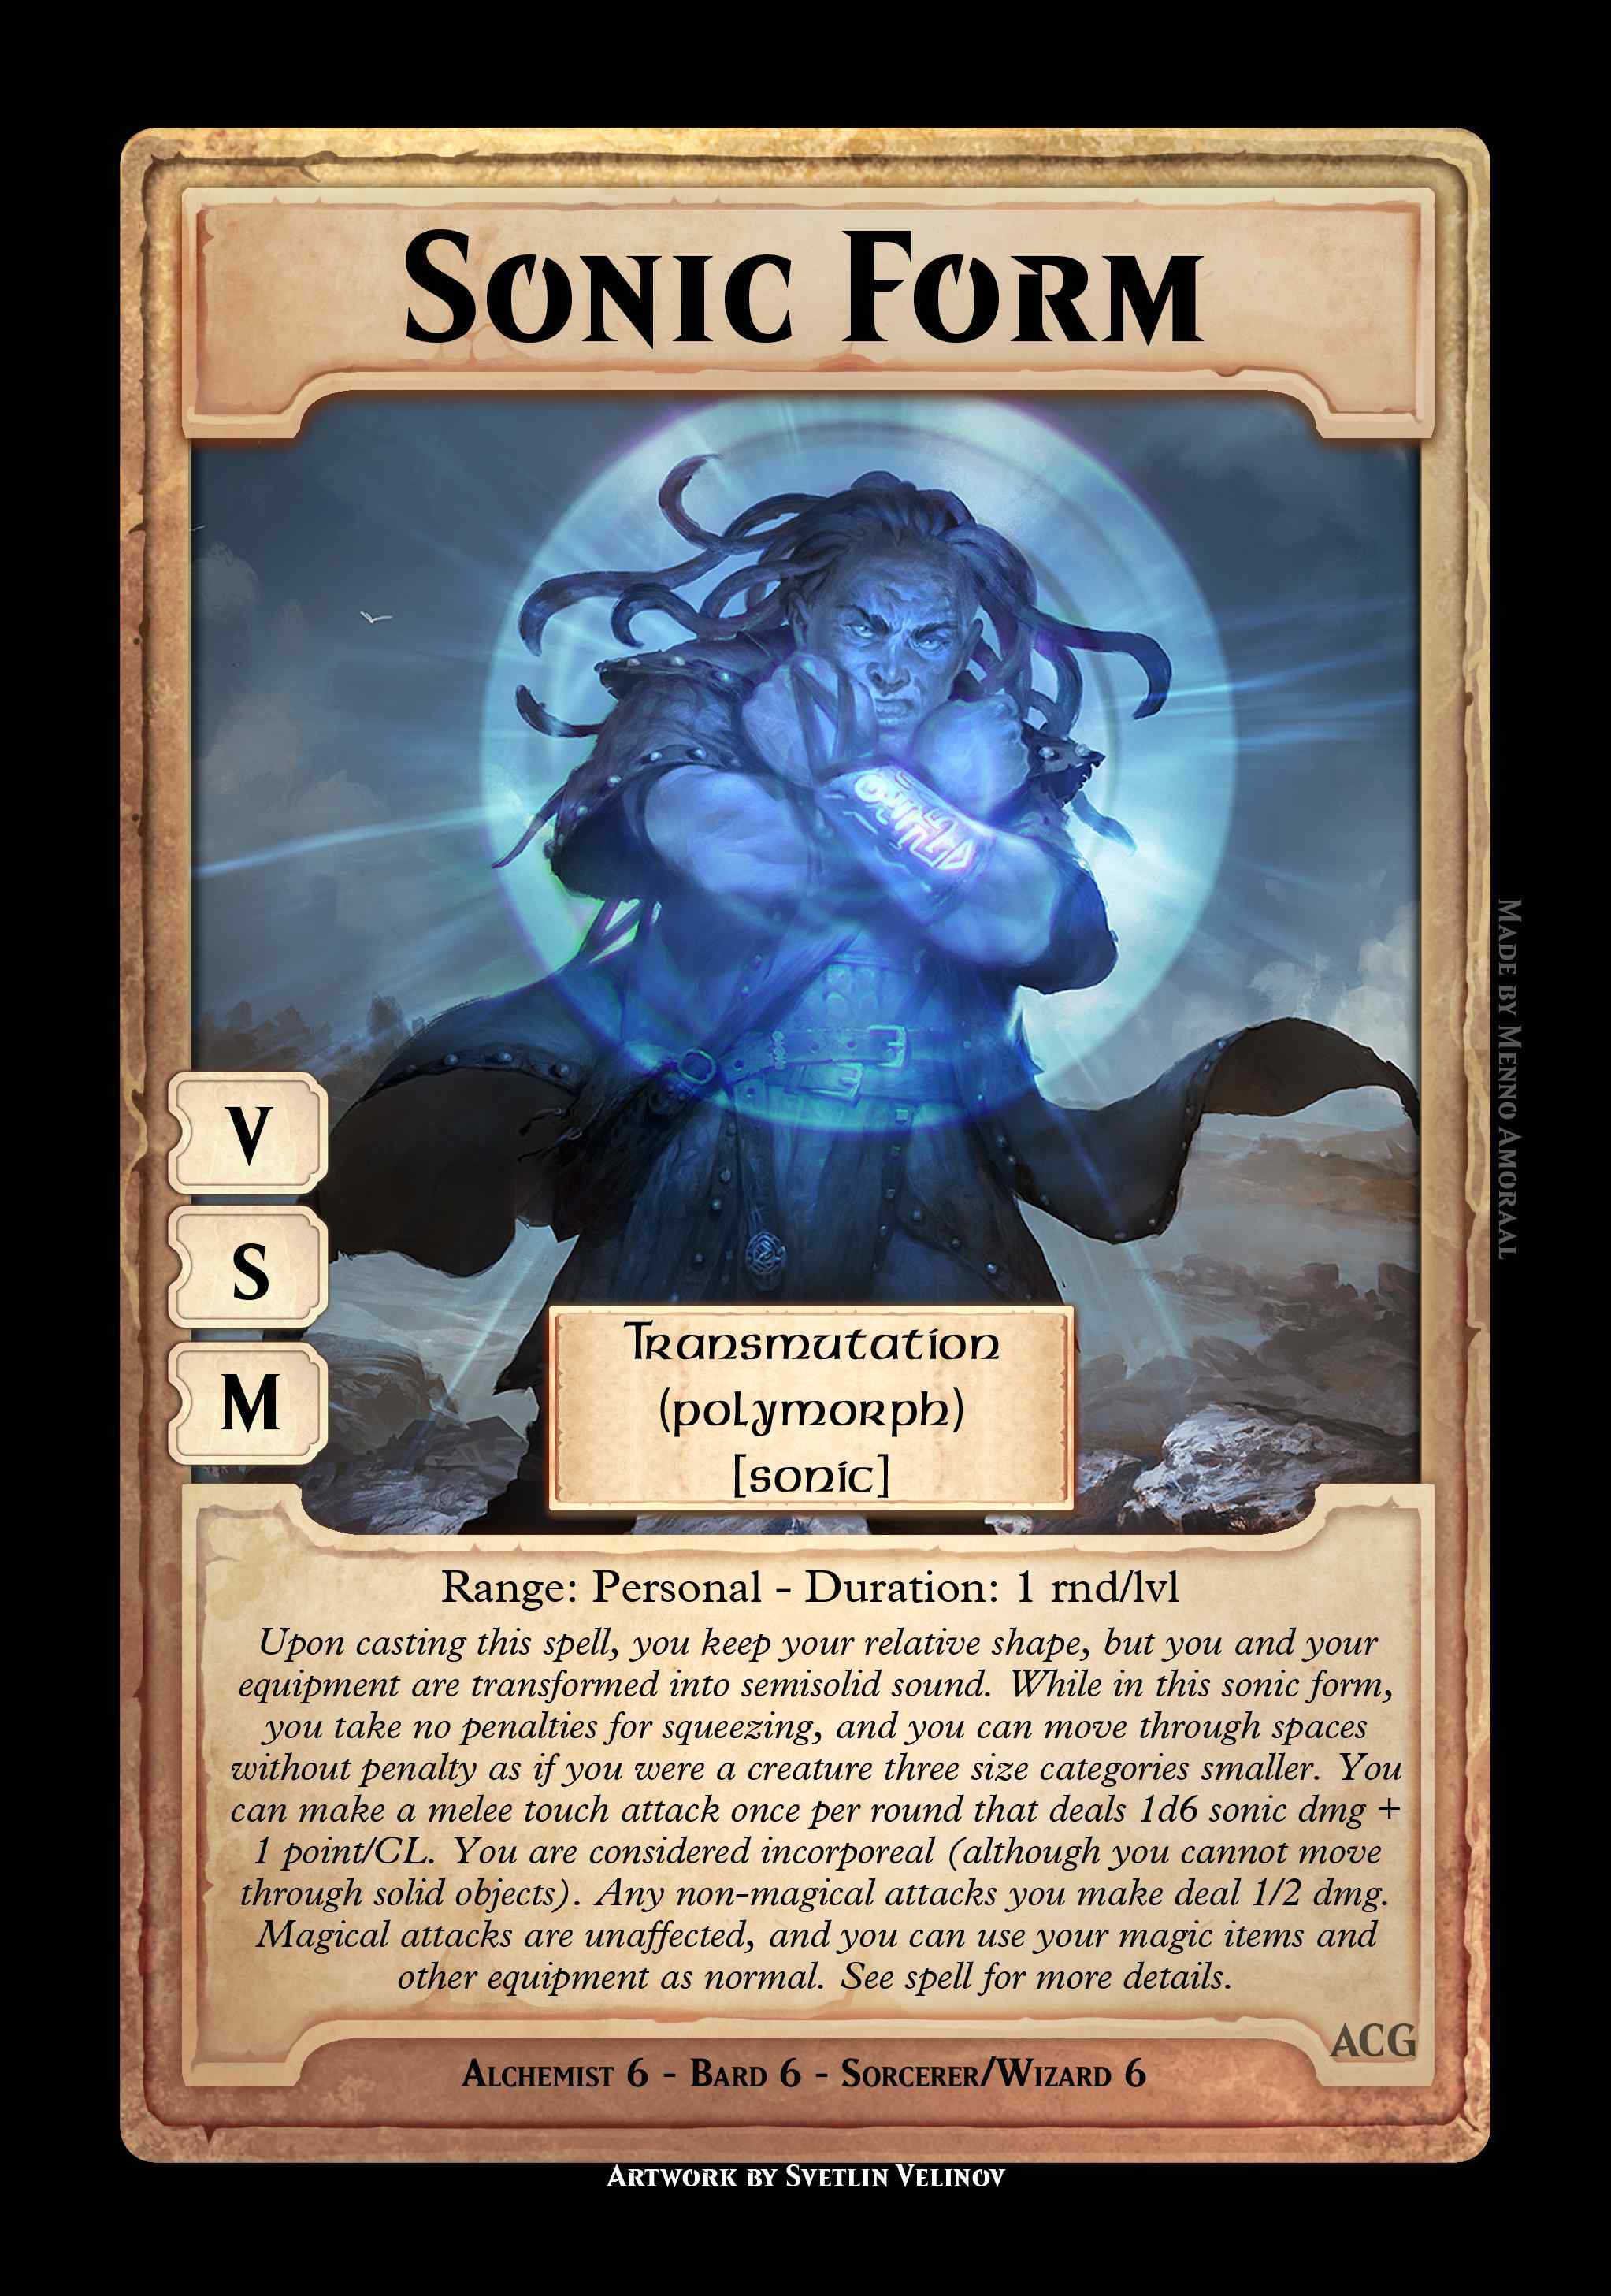 Sonic Form
V
S
M
Transmutation
(polymorph)
[sonic]
Range: Personal - Duration: 1 rnd/lvl
Upon casting this spell, you keep your relative shape, but you and your
equipment are transformed into semisolid sound. While in this sonic form,
you take no penalties for squeezing, and you can move through spaces
without penalty as if you were a creature three size categories smaller. You
can make a melee touch attack once per round that deals 1d6 sonic dmg +
1 point/CL. You are considered incorporeal (although you cannot move
through solid objects). Any non-magical attacks you make deal 1/2 dmg.
Magical attacks are unaffected, and you can use your magic items and
other equipment as normal. See spell for more details.
ACG
Alchemist 6 - Bard 6 - Sorcerer/Wizard 6
Artwork by Svetlin Velinov
Made by Menno Amoraal